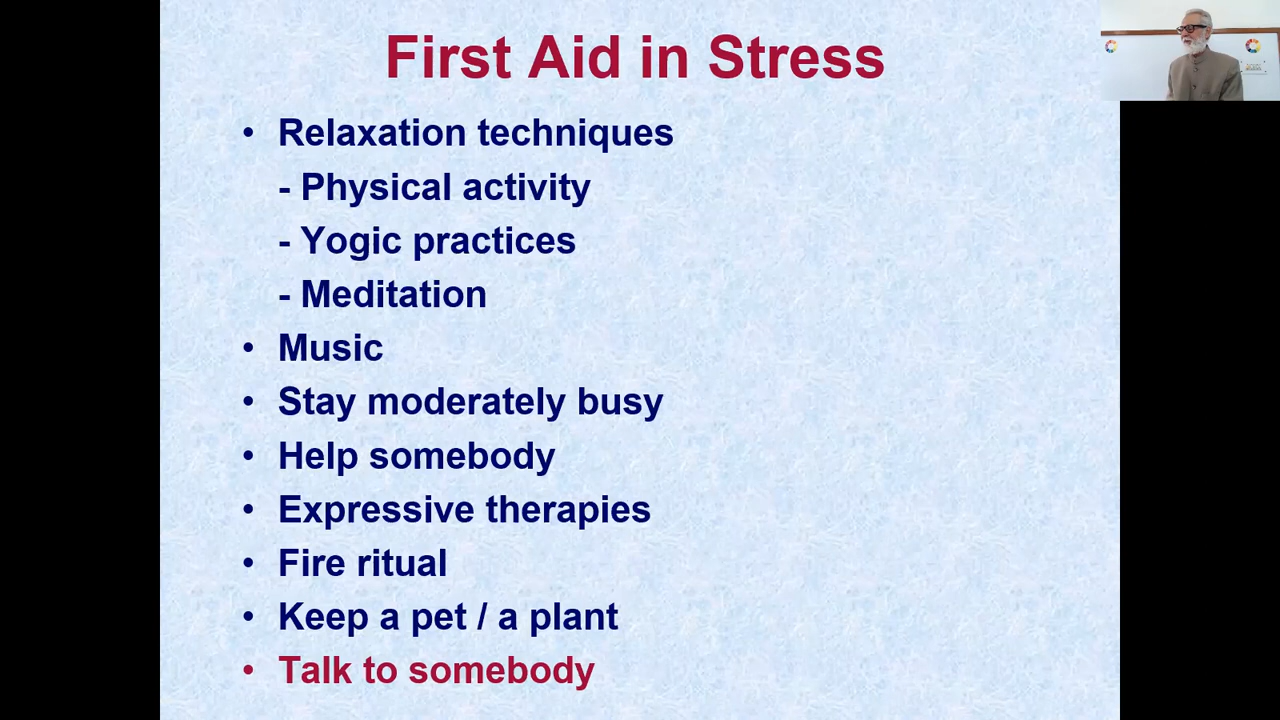 First Aid in Stress
• Relaxation techniques
- Physical activity
- Yogic practices
- Meditation
• Music
• Stay moderately busy
• Help somebody
• Expressive therapies
• Fire ritual
• Keep a pet / a plant
• Talk to somebody